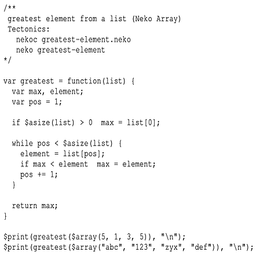 /**
 greatest element from a list (Neko Array)
 Tectonics:
   nekoc greatest-element.neko
   neko greatest-element
*/

var greatest = function(list) {
  var max, element;
  var pos = 1;

  if $asize(list) > 0  max = list[0];

  while pos < $asize(list) {
    element = list[pos];
    if max < element  max = element;
    pos += 1;
  }

  return max;
}

$print(greatest($array(5, 1, 3, 5)), "\n");
$print(greatest($array("abc", "123", "zyx", "def")), "\n");